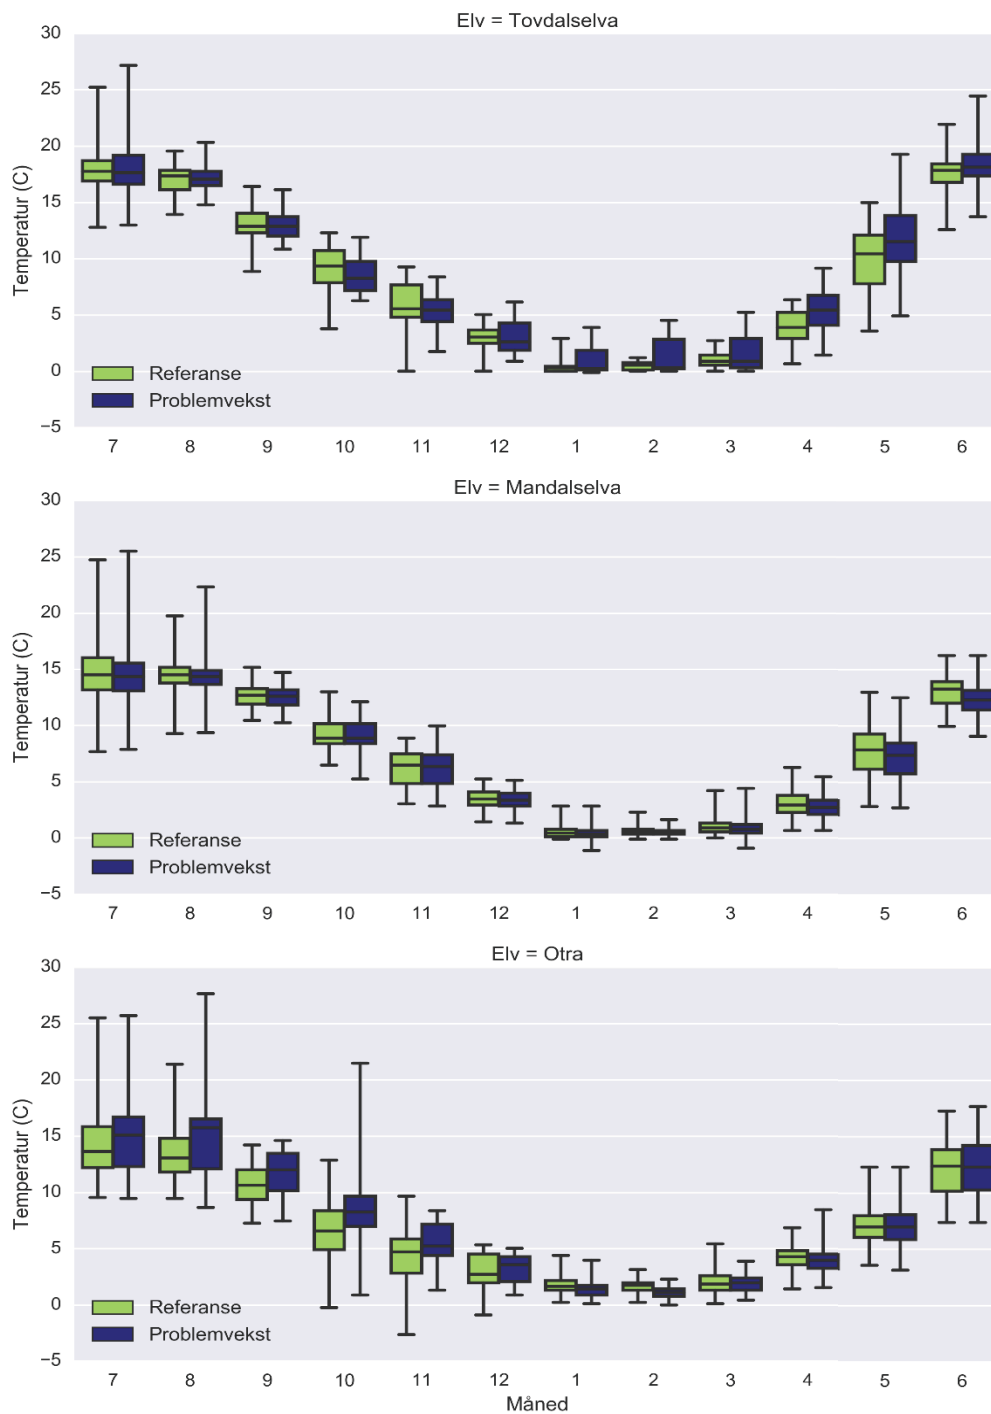 Elv = Tovdalselva
30
25
20
15
10
5
0
−5
Temperatur (C)
Referanse
Problemvekst
7 8 9 10 11 12 1 2 3 4 5 6
Elv = Mandalselva
30
25
20
15
10
5
0
−5
Temperatur (C)
Referanse
Problemvekst
7 8 9 10 11 12 1 2 3 4 5 6
Elv = Otra
30
25
20
15
10
5
0
−5
Temperatur (C)
Referanse
Problemvekst
7 8 9 10 11 12 1 2 3 4 5 6
Måned